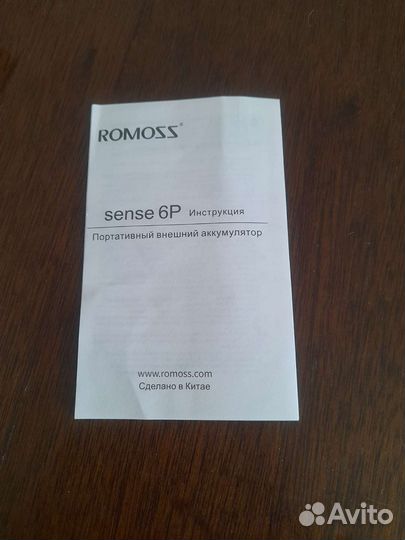 ROMOSS®
sense 6P Инструкция
Портативный внешний аккумулятор
www.romoss.com
Сделано в Китае
Avito